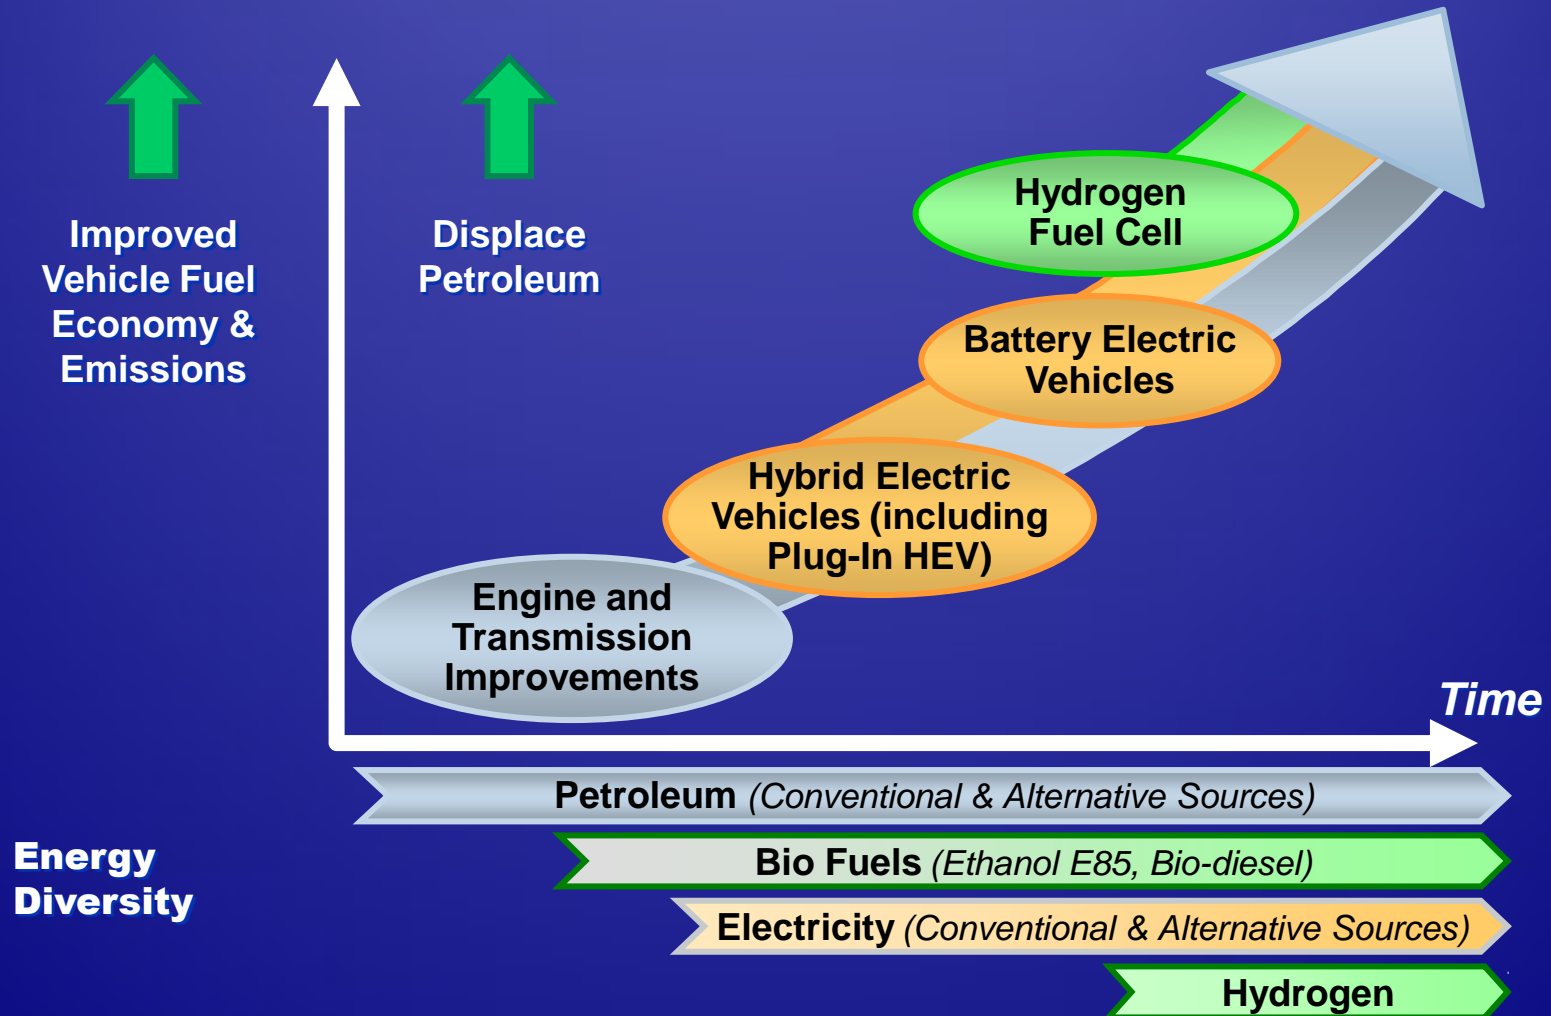 Improved
Vehicle Fuel
Economy &
Emissions
Displace
Petroleum
Hydrogen
Fuel Cell
Battery Electric
Vehicles
Hybrid Electric
Vehicles (including
Plug-In HEV)
Engine and
Transmission
Improvements
Time
Petroleum (Conventional & Alternative Sources)
Energy
Diversity
Bio Fuels (Ethanol E85, Bio-diesel)
Electricity (Conventional & Alternative Sources)
Hydrogen